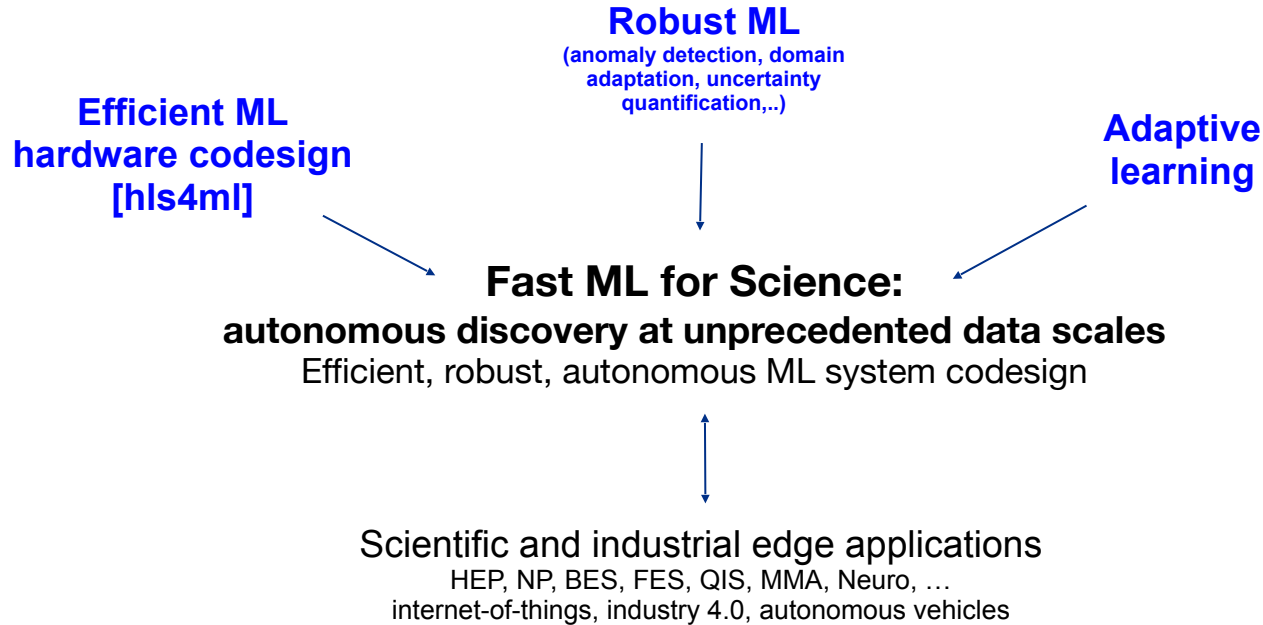 Robust ML
(anomaly detection, domain
adaptation, uncertainty
quantification,..)
Efficient ML
hardware codesign
[hls4ml]
Adaptive
learning
Fast ML for Science:
autonomous discovery at unprecedented data scales
Efficient, robust, autonomous ML system codesign
Scientific and industrial edge applications
HEP, NP, BES, FES, QIS, MMA, Neuro, …
internet-of-things, industry 4.0, autonomous vehicles